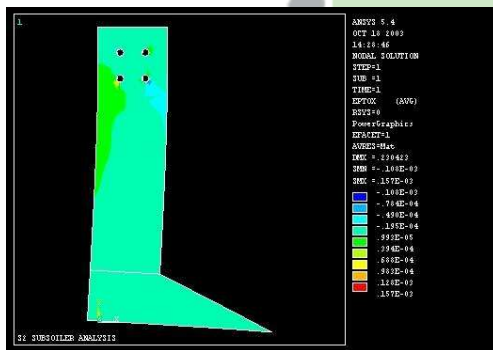 1
ANSYS 5.4
OCT 18 2003
14:28:46
NODAL SOLUTION
STEP=1
SUB =1
TIME=1
EPTOX (AVG)
RSYS=0
PowerGraphics
EFACET=1
AVRES=Mat
DMX =.230423
SMN =-.108E-03
SMX =.157E-03
-.108E-03
-.784E-04
-.490E-04
-.195E-04
.992E-05
.394E-04
.688E-04
.983E-04
.128E-03
.157E-03
S2 SUBSOILER ANALYSIS